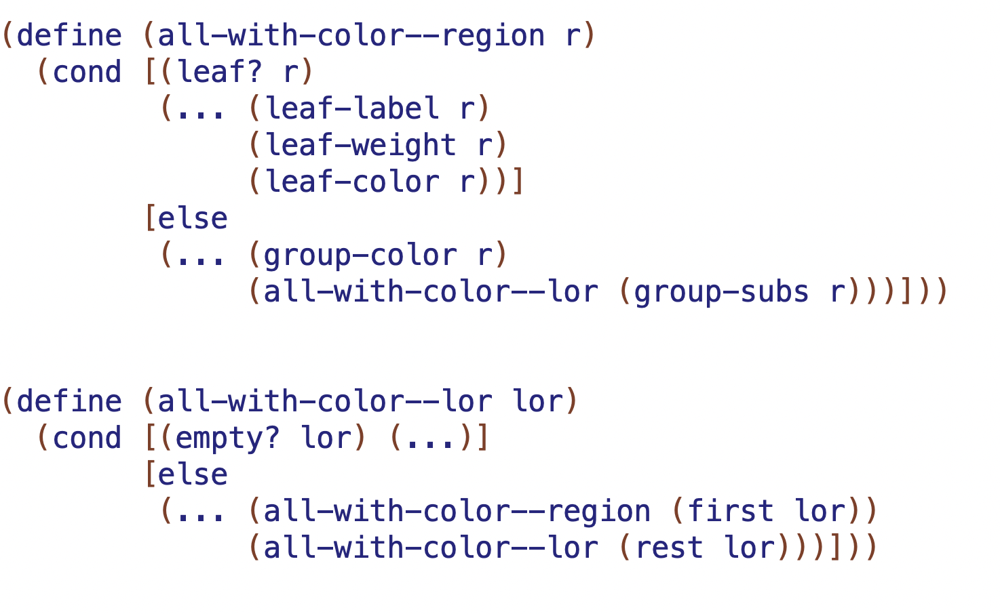 (define (all-with-color--region r)
  (cond [(leaf? r)
         (... (leaf-label r)
              (leaf-weight r)
              (leaf-color r))]
        [else
         (... (group-color r)
              (all-with-color--lor (group-subs r)))]))
(define (all-with-color--lor lor)
  (cond [(empty? lor) (...)]
        [else
         (... (all-with-color--region (first lor))
              (all-with-color--lor (rest lor)))]))